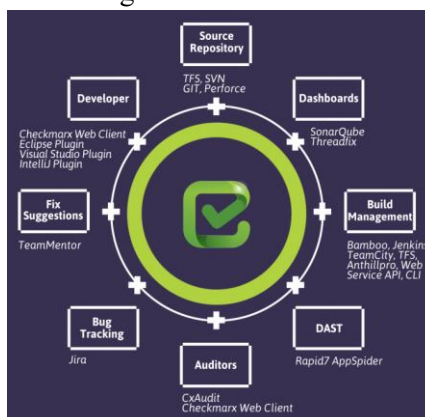 Source
Repository
TFS, SVN
GIT, Perforce
Developer
Checkmarx Web Client
Eclipse Plugin
Visual Studio Plugin
IntelliJ Plugin
Dashboards
SonarQube
Threadfix
Fix
Suggestions
TeamMentor
Build
Management
Bamboo, Jenkins
TeamCity, TFS,
Anthillpro, Web
Service API, CLI
Bug
Tracking
Jira
DAST
Rapid7 AppSpider
Auditors
CxAudit
Checkmarx Web Client